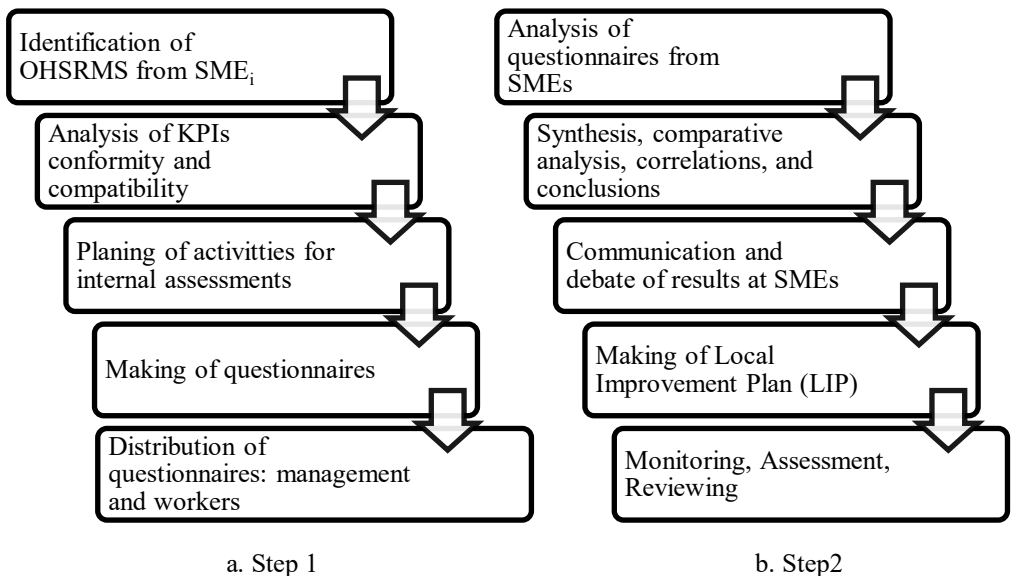 Identification of
OHSRMS from SMEi
Analysis of KPIs
conformity and
compatibility
Planing of activitties for
internal assessments
Making of questionnaires
Distribution of
questionnaires: management
and workers
a. Step 1
Analysis of
questionnaires from
SMEs
Synthesis, comparative
analysis, correlations, and
conclusions
Communication and
debate of results at SMEs
Making of Local
Improvement Plan (LIP)
Monitoring, Assessment,
Reviewing
b. Step2